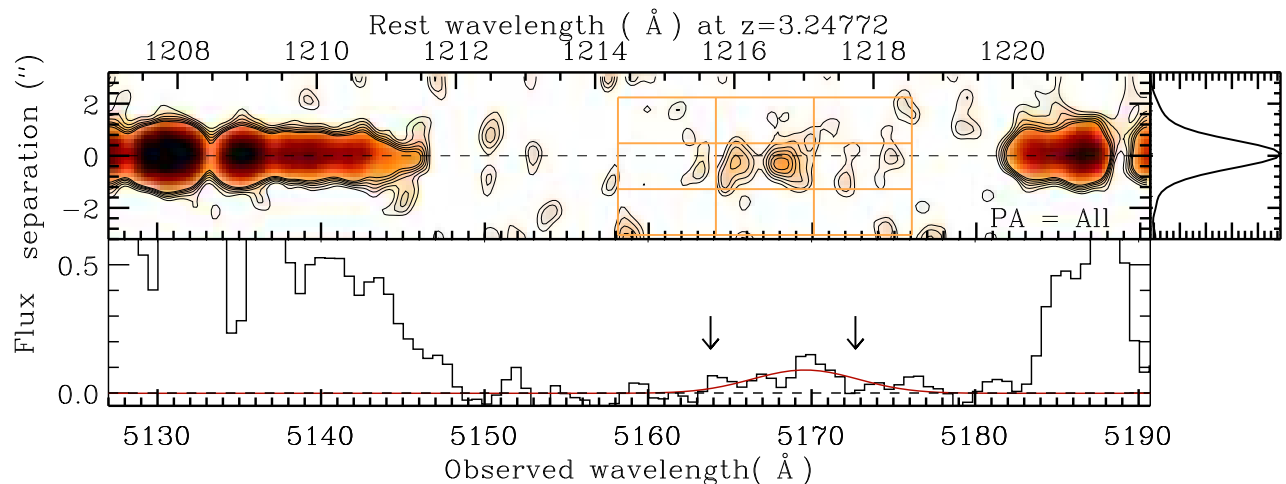 Rest wavelength ( Å ) at z=3.24772
1208 1210 1212 1214 1216 1218 1220
separation (")
2
0
−2
PA = All
Flux
0.5
0.0
5130 5140 5150 5160 5170 5180 5190
Observed wavelength( Å )